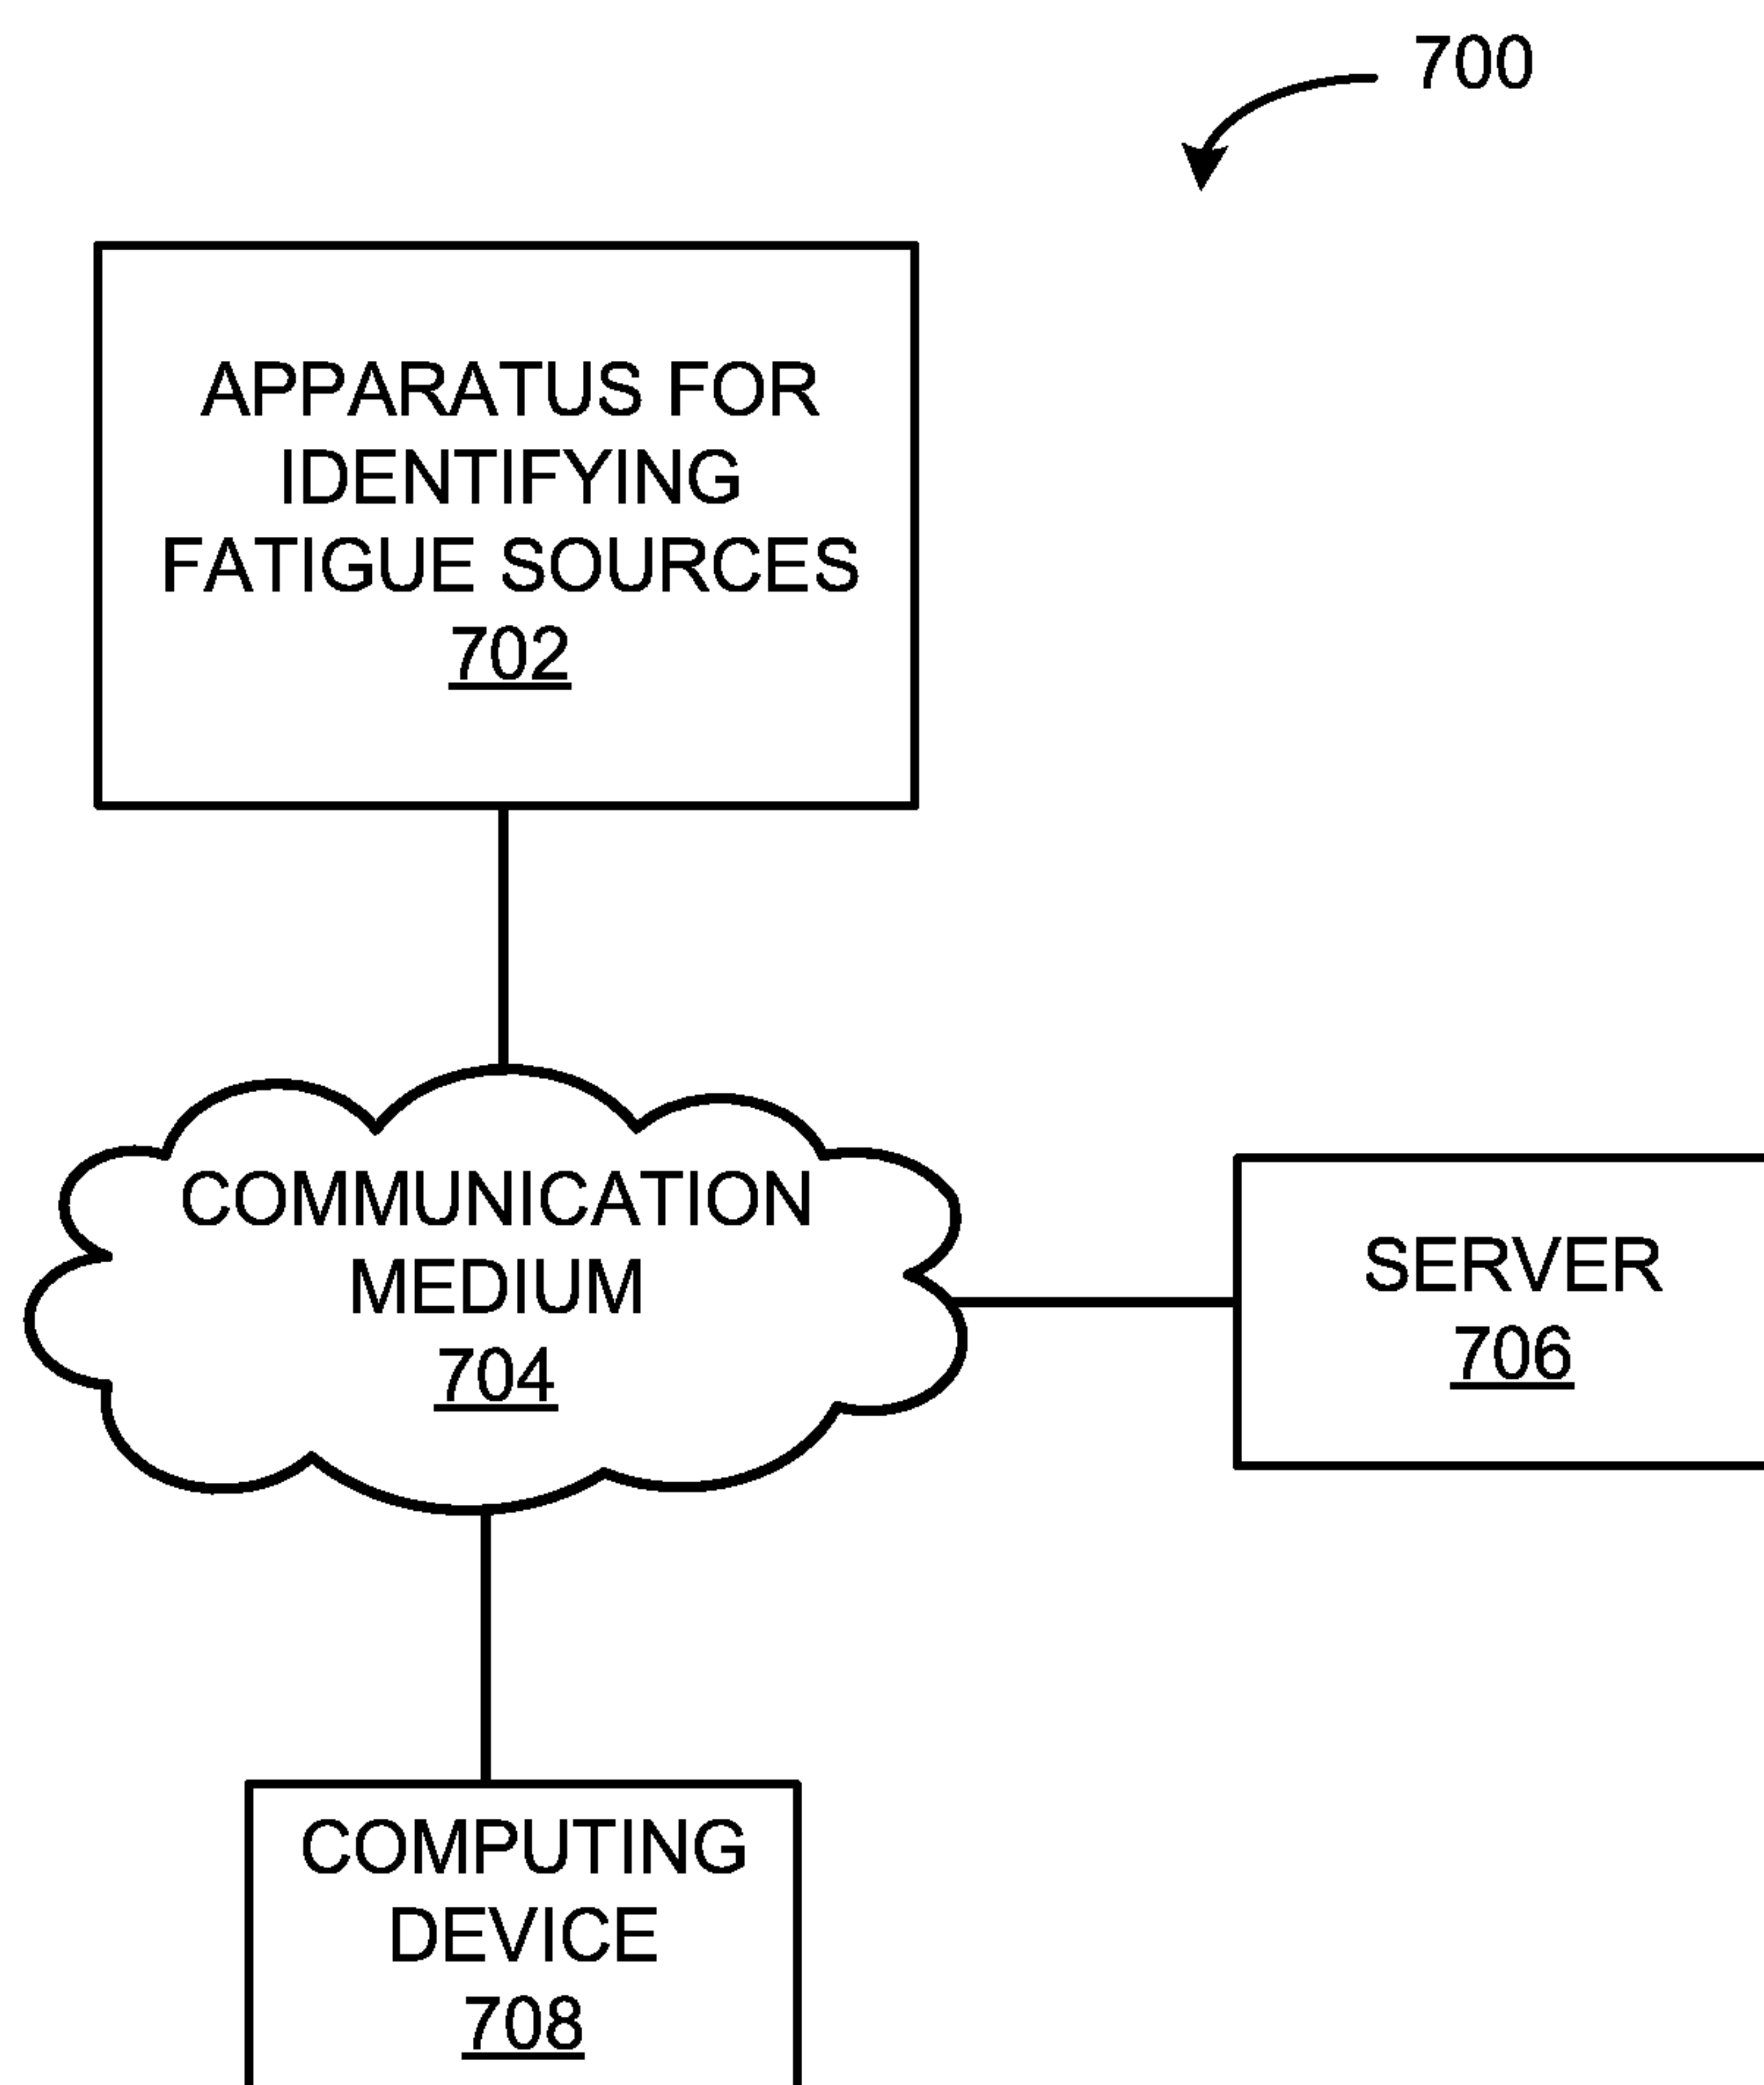 700
APPARATUS FOR
IDENTIFYING
FATIGUE SOURCES
702
COMMUNICATION
MEDIUM
704
SERVER
706
COMPUTING
DEVICE
708